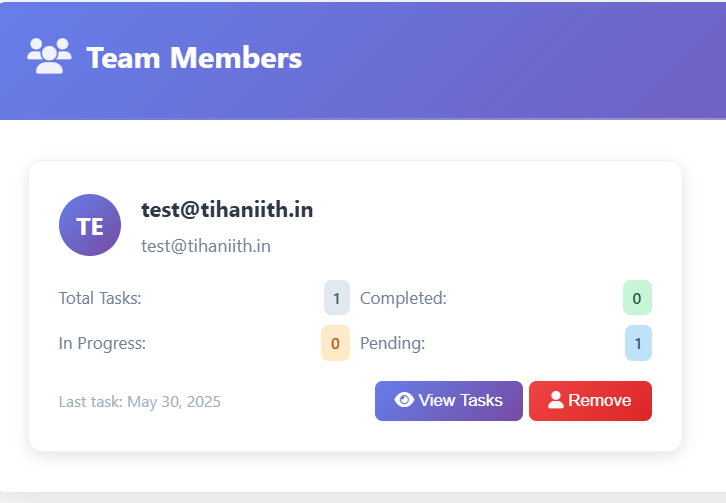 Team Members
TE
test@tihaniith.in
test@tihaniith.in
Total Tasks: 1 Completed: 0
In Progress: 0 Pending: 1
Last task: May 30, 2025 View Tasks Remove